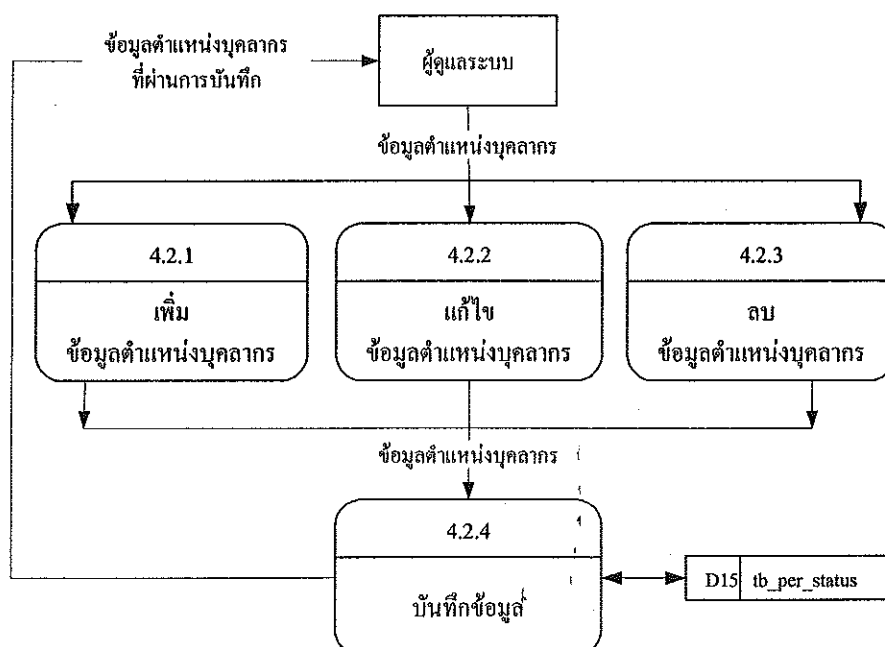 ข้อมูลตำแหน่งบุคลากร
ที่ผ่านการบันทึก
ผู้ดูแลระบบ
ข้อมูลตำแหน่งบุคลากร
4.2.1
เพิ่ม
ข้อมูลตำแหน่งบุคลากร
4.2.2
แก้ไข
ข้อมูลตำแหน่งบุคลากร
4.2.3
ลบ
ข้อมูลตำแหน่งบุคลากร
ข้อมูลตำแหน่งบุคลากร
4.2.4
บันทึกข้อมูล
D15 tb_per_status